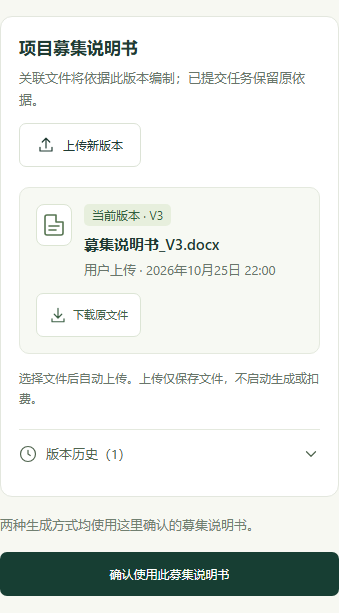 项目募集说明书
关联文件将依据此版本编制；已提交任务保留原依
据。
上传新版本
当前版本 · V3
募集说明书_V3.docx
用户上传 · 2026年10月25日 22:00
下载原文件
选择文件后自动上传。上传仅保存文件，不启动生成或扣
费。
版本历史（1）
两种生成方式均使用这里确认的募集说明书。
确认使用此募集说明书